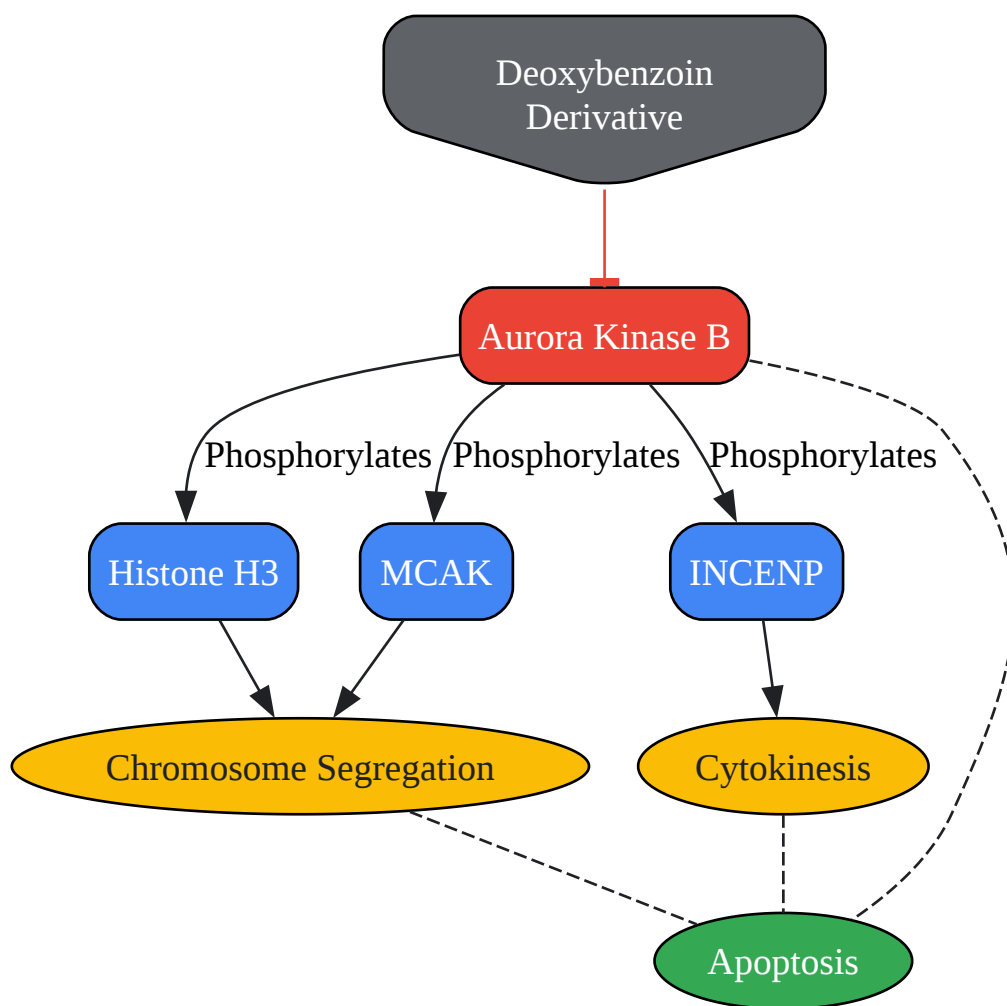 Deoxybenzoin
Derivative
Aurora Kinase B
Phosphorylates Phosphorylates Phosphorylates
Histone H3 MCAK INCENP
Chromosome Segregation Cytokinesis
Apoptosis